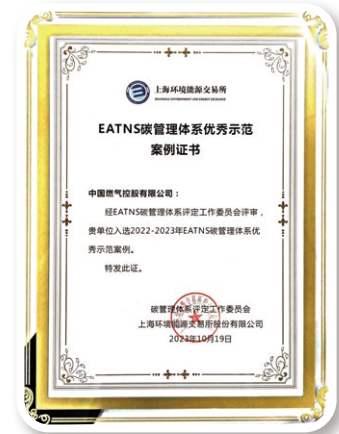 上海环境能源交易所
SHANGHAI ENVIRONMENT AND ENERGY EXCHANGE
EATNS碳管理体系优秀示范
案例证书
中国燃气控股有限公司：
经EATNS碳管理体系评定工作委员会评审，
贵单位入选2022-2023年EATNS碳管理体系优
秀示范案例。
特发此证。
碳管理体系评定工作委员会
上海环境能源交易所股份有限公司
2023年10月19日